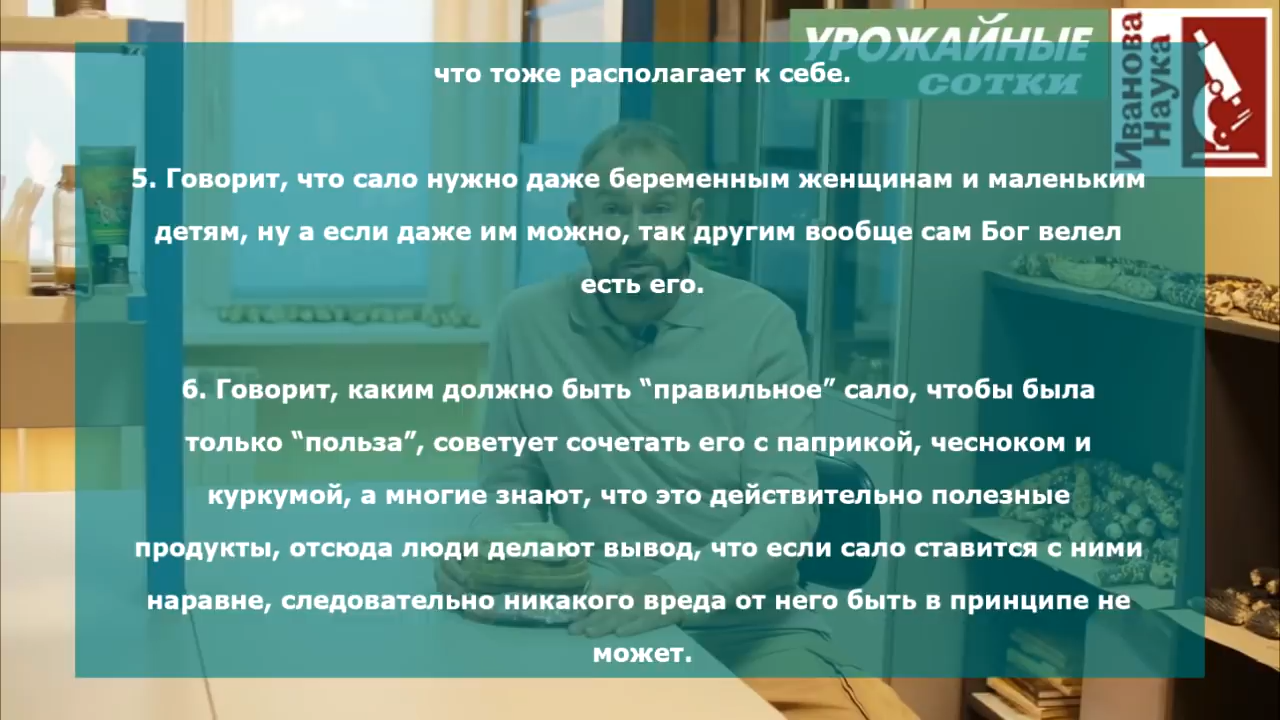 УРОЖАЙНЫЕ
сотки
Иванова
Наука
что тоже располагает к себе.
5. Говорит, что сало нужно даже беременным женщинам и маленьким
детям, ну а если даже им можно, так другим вообще сам Бог велел
есть его.
6. Говорит, каким должно быть “правильное” сало, чтобы была
только “польза”, советует сочетать его с паприкой, чесноком и
куркумой, а многие знают, что это действительно полезные
продукты, отсюда люди делают вывод, что если сало ставится с ними
наравне, следовательно никакого вреда от него быть в принципе не
может.